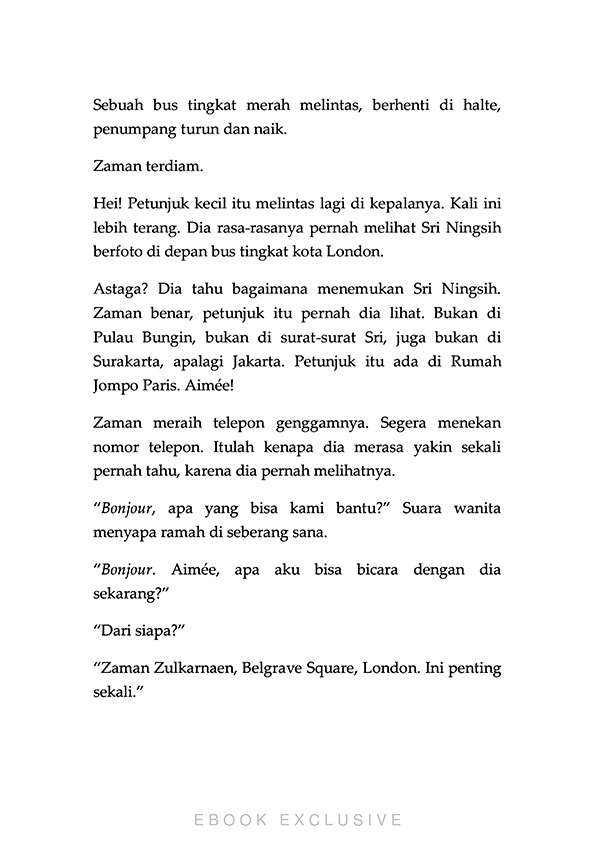 Sebuah bus tingkat merah melintas, berhenti di halte,
penumpang turun dan naik.
Zaman terdiam.
Hei! Petunjuk kecil itu melintas lagi di kepalanya. Kali ini
lebih terang. Dia rasa-rasanya pernah melihat Sri Ningsih
berfoto di depan bus tingkat kota London.
Astaga? Dia tahu bagaimana menemukan Sri Ningsih.
Zaman benar, petunjuk itu pernah dia lihat. Bukan di
Pulau Bungin, bukan di surat-surat Sri, juga bukan di
Surakarta, apalagi Jakarta. Petunjuk itu ada di Rumah
Jompo Paris. Aimée!
Zaman meraih telepon genggamnya. Segera menekan
nomor telepon. Itulah kenapa dia merasa yakin sekali
pernah tahu, karena dia pernah melihatnya.
“Bonjour, apa yang bisa kami bantu?” Suara wanita
menyapa ramah di seberang sana.
“Bonjour. Aimée, apa aku bisa bicara dengan dia
sekarang?”
“Dari siapa?”
“Zaman Zulkarnaen, Belgrave Square, London. Ini penting
sekali.”
EBOOK EXCLUSIVE